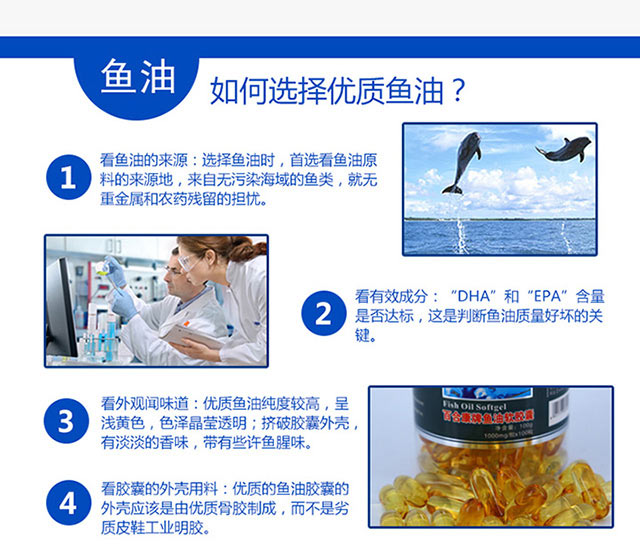 鱼油
如何选择优质鱼油？
1
看鱼油的来源：选择鱼油时，首选看鱼油原
料的来源地，来自无污染海域的鱼类，就无
重金属和农药残留的担忧。
2
看有效成分：“DHA”和“EPA”含量
是否达标，这是判断鱼油质量好坏的关
键。
3
看外观闻味道：优质鱼油纯度较高，呈
浅黄色，色泽晶莹透明；挤破胶囊外壳，
有淡淡的香味，带有些许鱼腥味。
Fish Oil Softgel
百合康牌鱼油软胶囊
净含量：100g
1000mg/粒x100粒
4
看胶囊的外壳用料：优质的鱼油胶囊的
外壳应该是由优质骨胶制成，而不是劣
质皮鞋工业明胶。